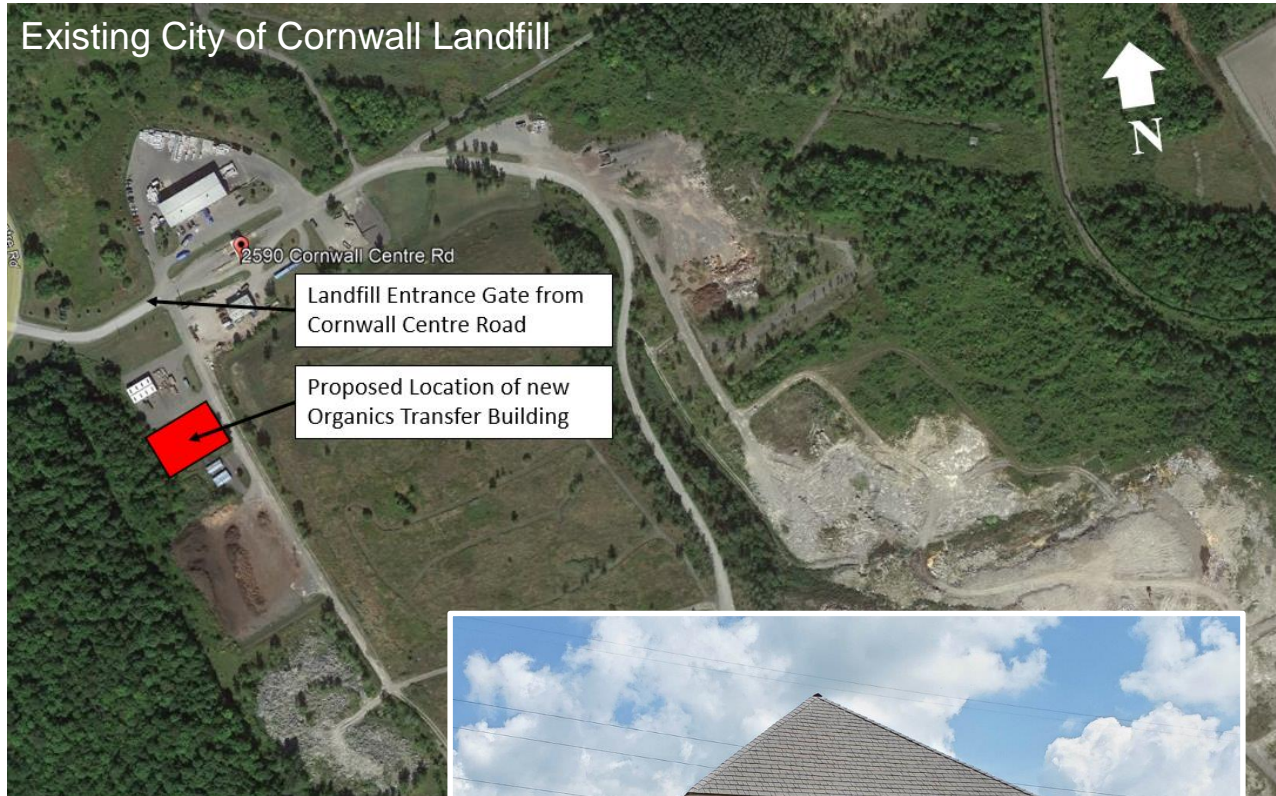 Existing City of Cornwall Landfill
N
2590 Cornwall Centre Rd
Landfill Entrance Gate from
Cornwall Centre Road
Proposed Location of new
Organics Transfer Building